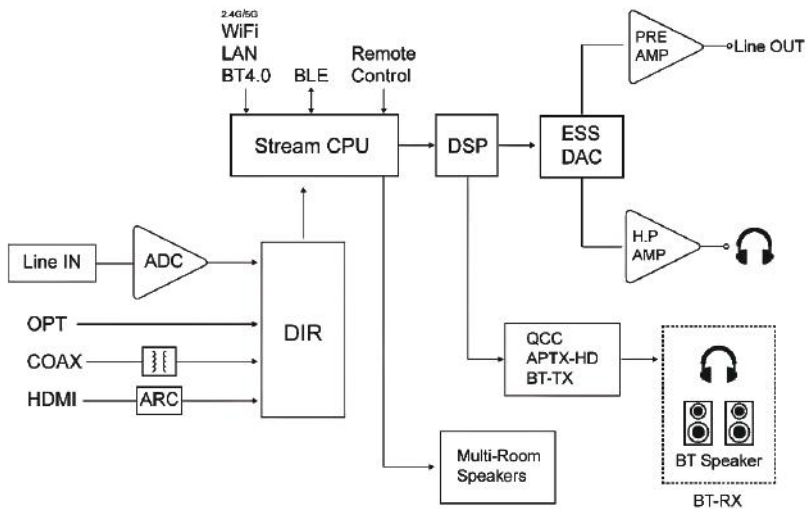 2.4G/5G
WiFi
LAN
BT4.0
BLE
Remote
Control
PRE
AMP
Line OUT
Stream CPU
DSP
ESS
DAC
Line IN
ADC
H.P
AMP
OPT
DIR
COAX
HDMI
ARC
QCC
APTX-HD
BT-TX
BT Speaker
Multi-Room
Speakers
BT-RX